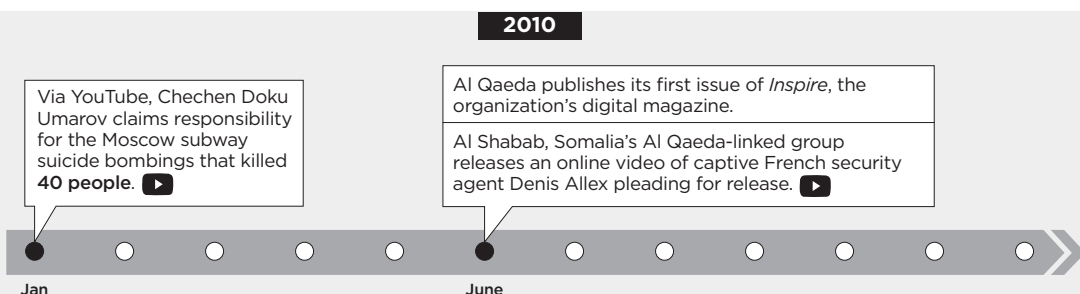 2010
Via YouTube, Chechen Doku
Umarov claims responsibility
for the Moscow subway
suicide bombings that killed
40 people.
Al Qaeda publishes its first issue of Inspire, the
organization's digital magazine.
Al Shabab, Somalia's Al Qaeda-linked group
releases an online video of captive French security
agent Denis Allex pleading for release.
Jan
June